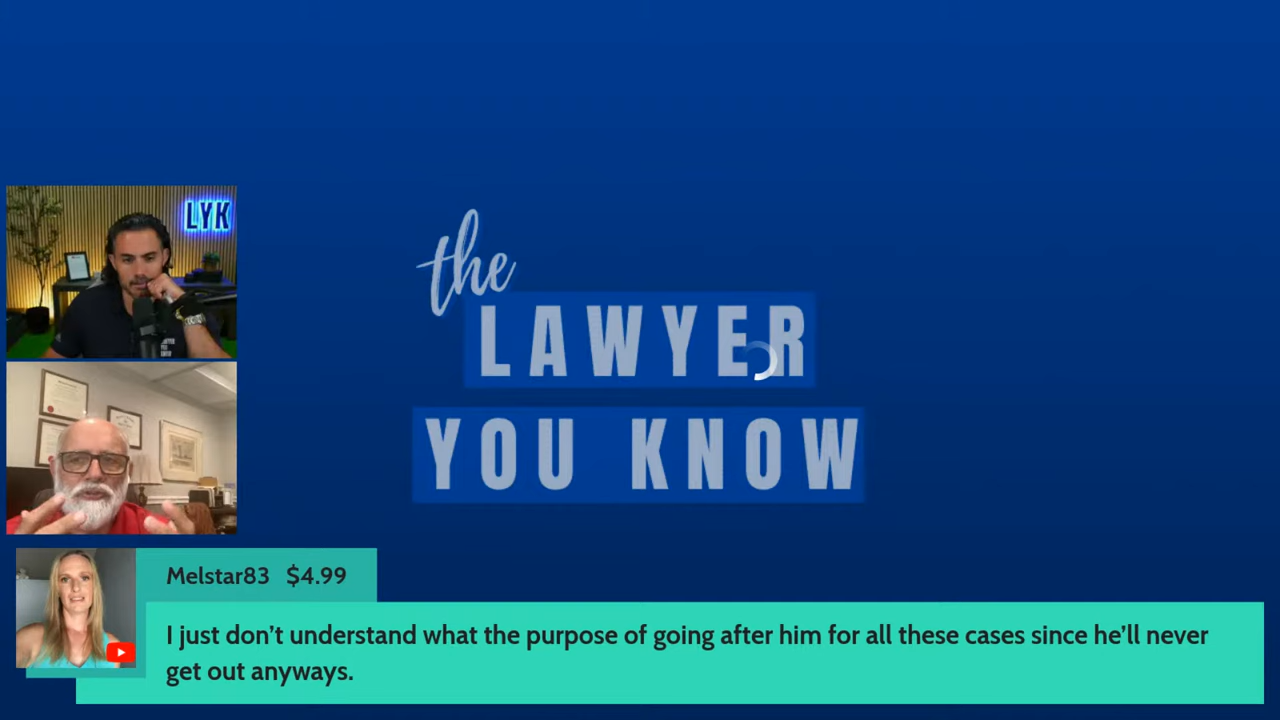 LYK
the
LAWYER
YOU KNOW
Melstar83 $4.99
I just don't understand what the purpose of going after him for all these cases since he'll never
get out anyways.